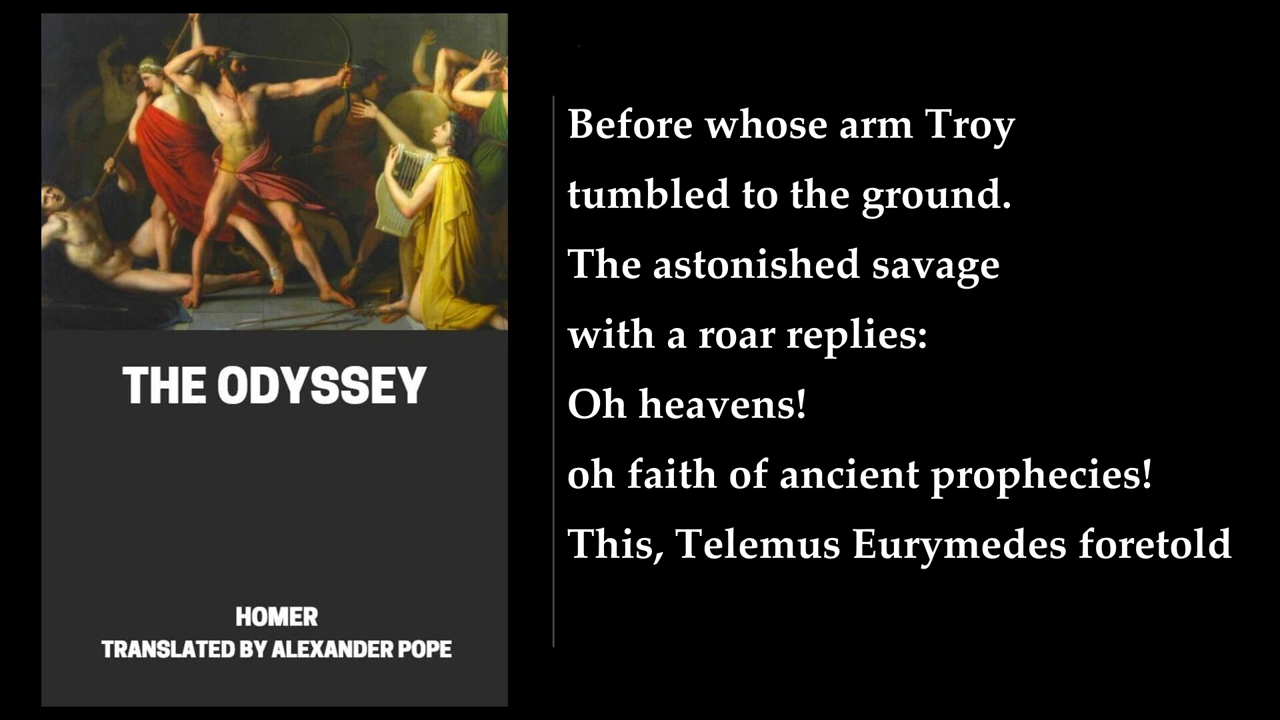 THE ODYSSEY
HOMER
TRANSLATED BY ALEXANDER POPE
Before whose arm Troy
tumbled to the ground.
The astonished savage
with a roar replies:
Oh heavens!
oh faith of ancient prophecies!
This, Telemus Eurymedes foretold